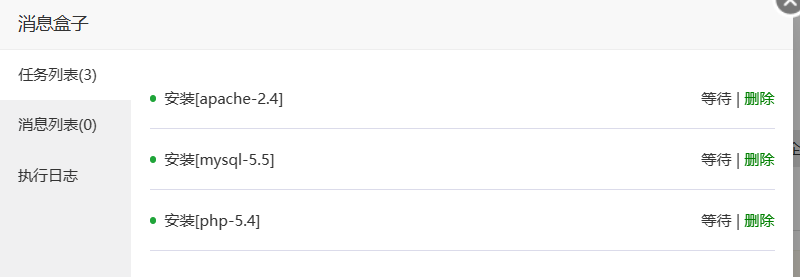 消息盒子
任务列表(3)
消息列表(0)
执行日志
安装[apache-2.4] 等待 | 删除
安装[mysql-5.5] 等待 | 删除
安装[php-5.4] 等待 | 删除